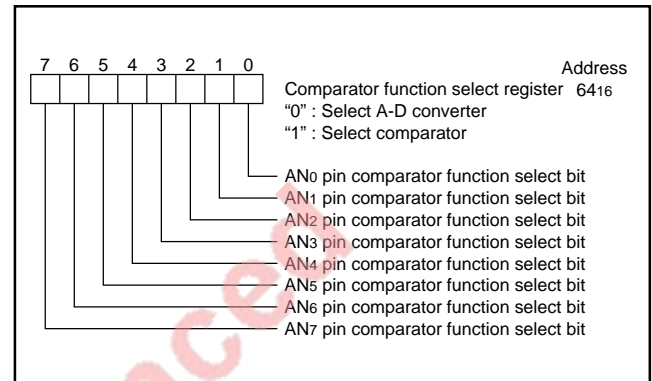 7 6 5 4 3 2 1 0
Address
Comparator function select register 6416
“0” : Select A-D converter
“1” : Select comparator
AN0 pin comparator function select bit
AN1 pin comparator function select bit
AN2 pin comparator function select bit
AN3 pin comparator function select bit
AN4 pin comparator function select bit
AN5 pin comparator function select bit
AN6 pin comparator function select bit
AN7 pin comparator function select bit
nced